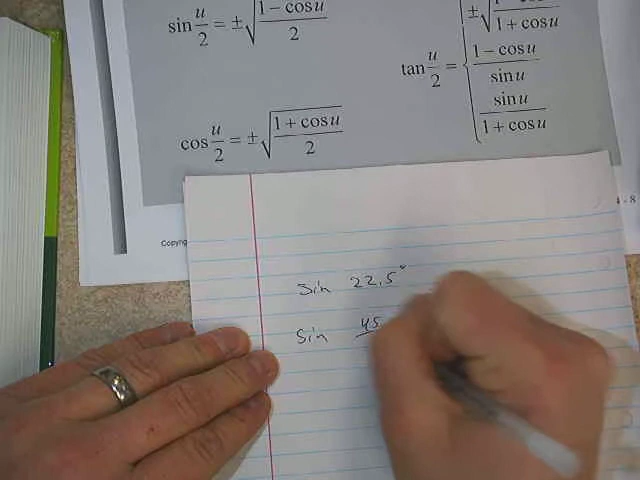 sin u/2 = ±√(1 − cos u / 2)
tan u/2 = { ±√(1 − cos u / 1 + cos u)
1 − cos u / sin u
sin u / 1 + cos u
cos u/2 = ±√(1 + cos u / 2)
- 8
sin 22.5°
sin 45